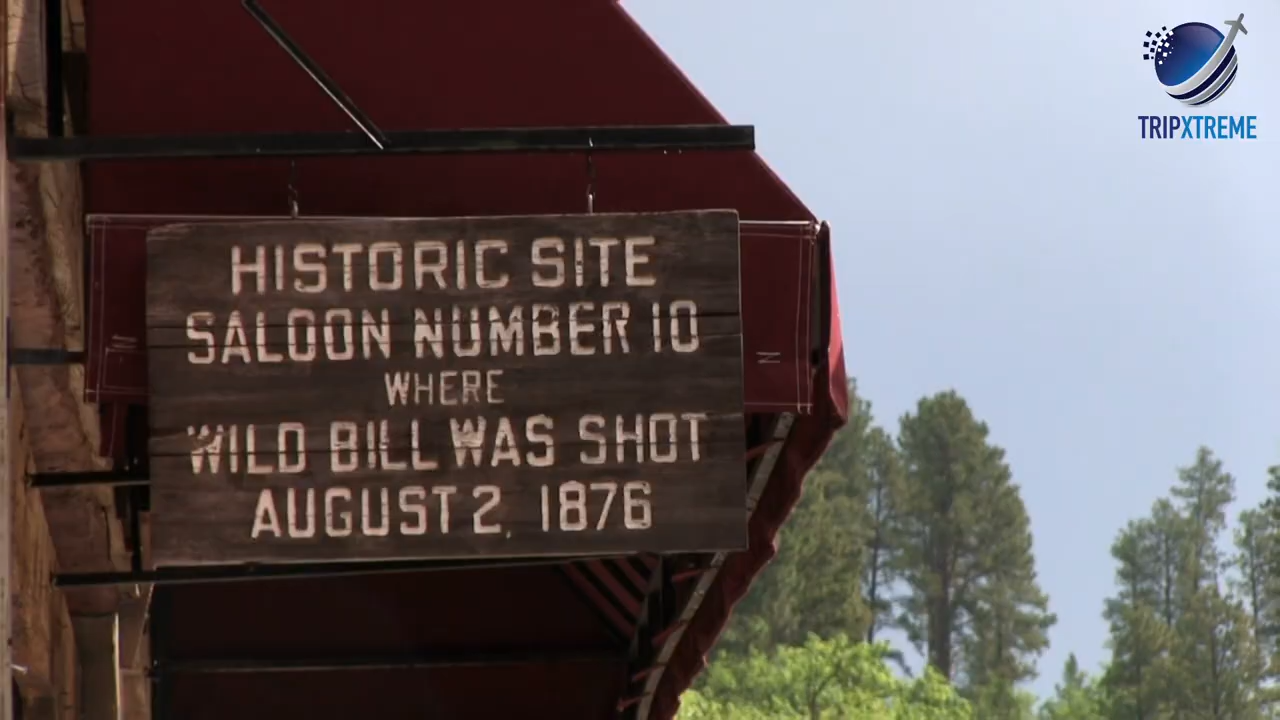 HISTORIC SITE
SALOON NUMBER 10
WHERE
WILD BILL WAS SHOT
AUGUST 2, 1876
TRIPXTREME